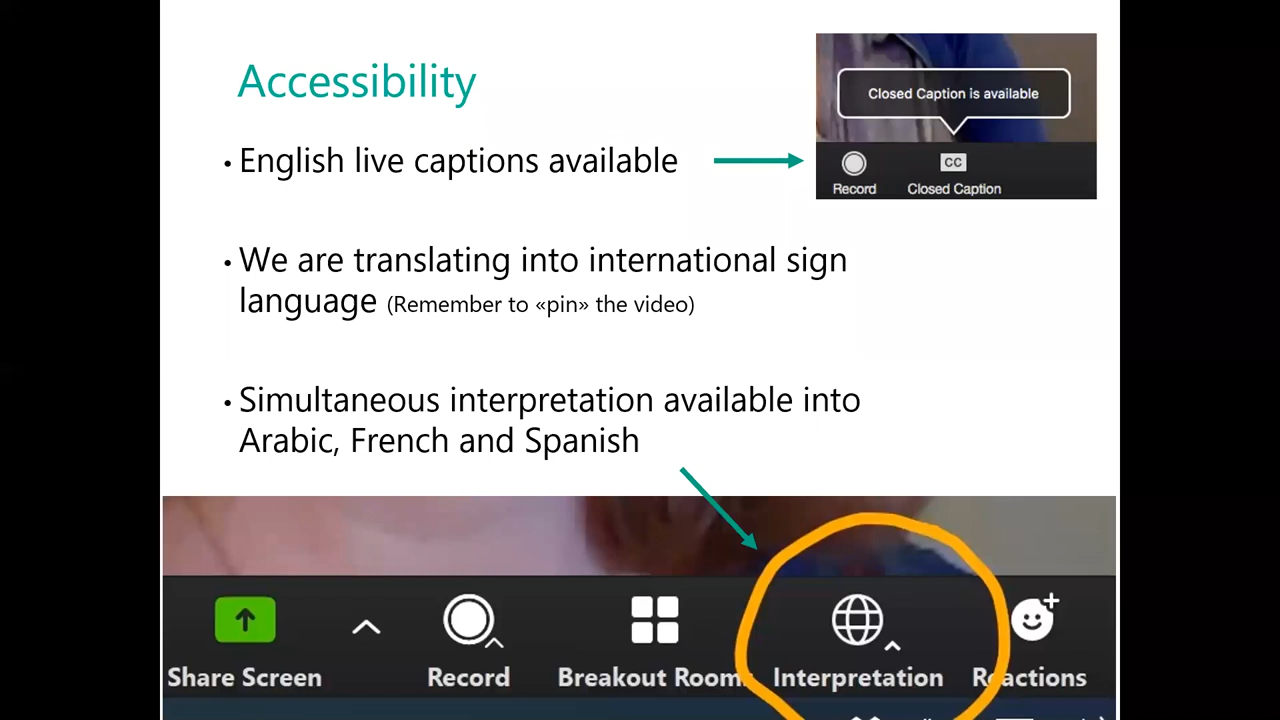 Accessibility
Closed Caption is available
• English live captions available
CC
Record Closed Caption
• We are translating into international sign
language (Remember to «pin» the video)
• Simultaneous interpretation available into
Arabic, French and Spanish
Share Screen Record Breakout Rooms Interpretation Reactions